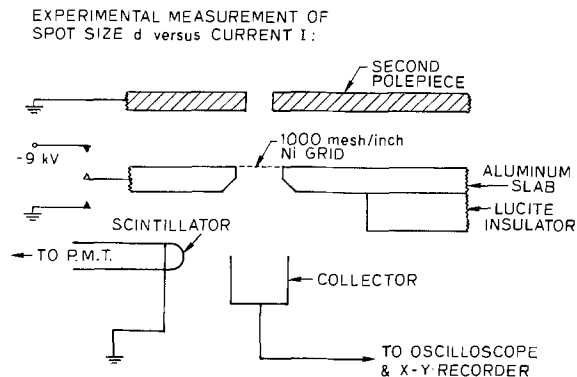 EXPERIMENTAL MEASUREMENT OF
SPOT SIZE d versus CURRENT I:
SECOND
POLEPIECE
1000 mesh/inch
Ni GRID
-9 kV
ALUMINUM
SLAB
LUCITE
INSULATOR
SCINTILLATOR
TO P.M.T.
COLLECTOR
TO OSCILLOSCOPE
& X-Y RECORDER